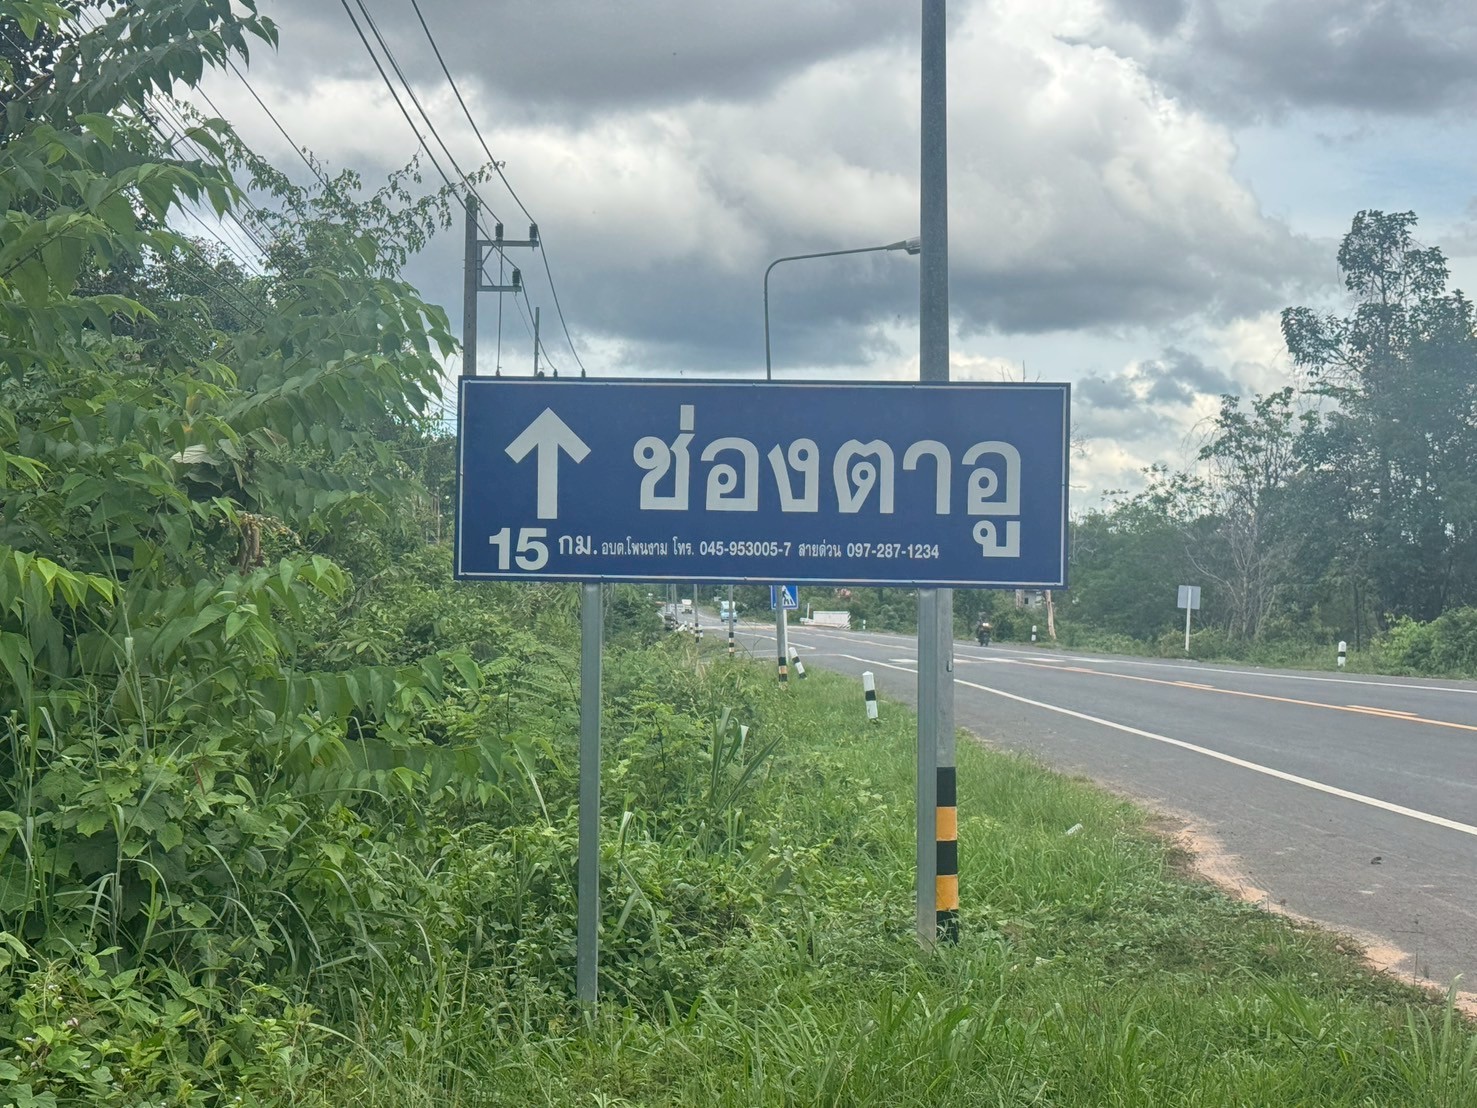 ↑ ช่องตาอู
15 กม. อบต.โพนงาม โทร. 045-953005-7 สายด่วน 097-287-1234